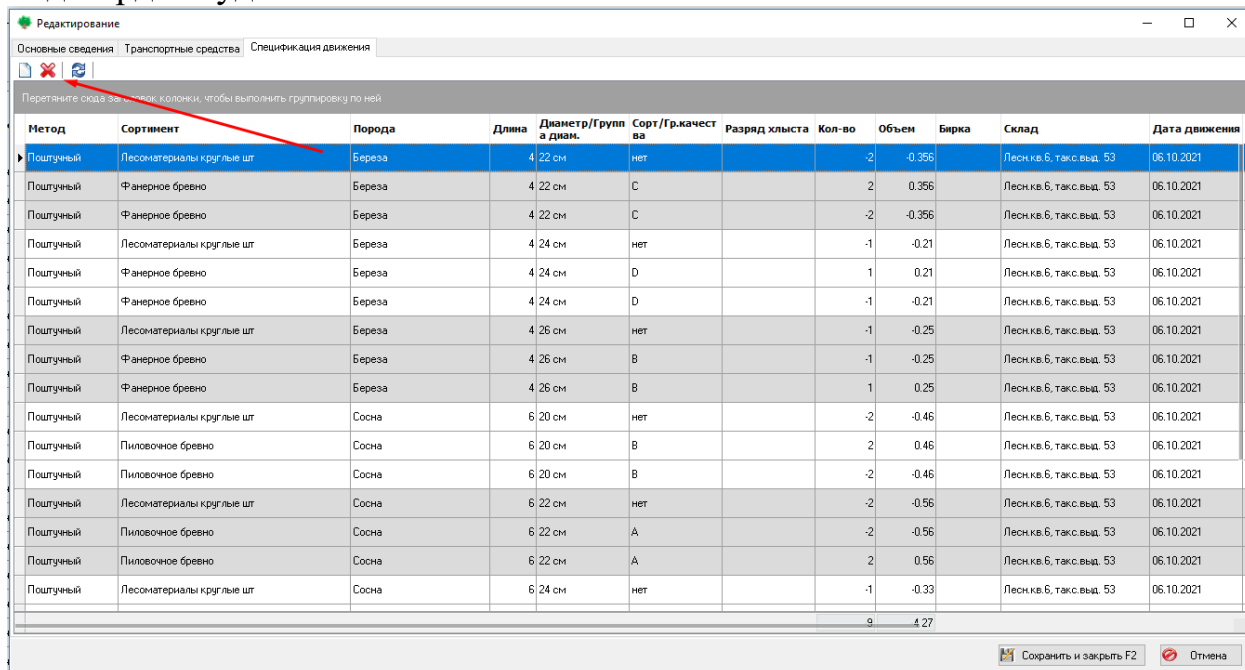 Редактирование
Основные сведения Транспортные средства Спецификация движения
Перетяните сюда заголовок колонки, чтобы выполнить группировку по ней
Метод Сортимент Порода Длина Диаметр/Групп Сорт/Гр.качест Разряд хлыста Кол-во Объем Бирка Склад Дата движения
а диам. ва
Поштучный Лесоматериалы круглые шт Береза 4 22 см нет -2 -0.356 Лесн.кв.6, такс.выд. 53 06.10.2021
Поштучный Фанерное бревно Береза 4 22 см C 2 0.356 Лесн.кв.6, такс.выд. 53 06.10.2021
Поштучный Фанерное бревно Береза 4 22 см C -2 -0.356 Лесн.кв.6, такс.выд. 53 06.10.2021
Поштучный Лесоматериалы круглые шт Береза 4 24 см нет -1 -0.21 Лесн.кв.6, такс.выд. 53 06.10.2021
Поштучный Фанерное бревно Береза 4 24 см D 1 0.21 Лесн.кв.6, такс.выд. 53 06.10.2021
Поштучный Фанерное бревно Береза 4 24 см D -1 -0.21 Лесн.кв.6, такс.выд. 53 06.10.2021
Поштучный Лесоматериалы круглые шт Береза 4 26 см нет -1 -0.25 Лесн.кв.6, такс.выд. 53 06.10.2021
Поштучный Фанерное бревно Береза 4 26 см B -1 -0.25 Лесн.кв.6, такс.выд. 53 06.10.2021
Поштучный Фанерное бревно Береза 4 26 см B 1 0.25 Лесн.кв.6, такс.выд. 53 06.10.2021
Поштучный Лесоматериалы круглые шт Сосна 6 20 см нет -2 -0.46 Лесн.кв.6, такс.выд. 53 06.10.2021
Поштучный Пиловочное бревно Сосна 6 20 см B 2 0.46 Лесн.кв.6, такс.выд. 53 06.10.2021
Поштучный Пиловочное бревно Сосна 6 20 см B -2 -0.46 Лесн.кв.6, такс.выд. 53 06.10.2021
Поштучный Лесоматериалы круглые шт Сосна 6 22 см нет -2 -0.56 Лесн.кв.6, такс.выд. 53 06.10.2021
Поштучный Пиловочное бревно Сосна 6 22 см A -2 -0.56 Лесн.кв.6, такс.выд. 53 06.10.2021
Поштучный Пиловочное бревно Сосна 6 22 см A 2 0.56 Лесн.кв.6, такс.выд. 53 06.10.2021
Поштучный Лесоматериалы круглые шт Сосна 6 24 см нет -1 -0.33 Лесн.кв.6, такс.выд. 53 06.10.2021
9 4.27
Сохранить и закрыть F2 Отмена